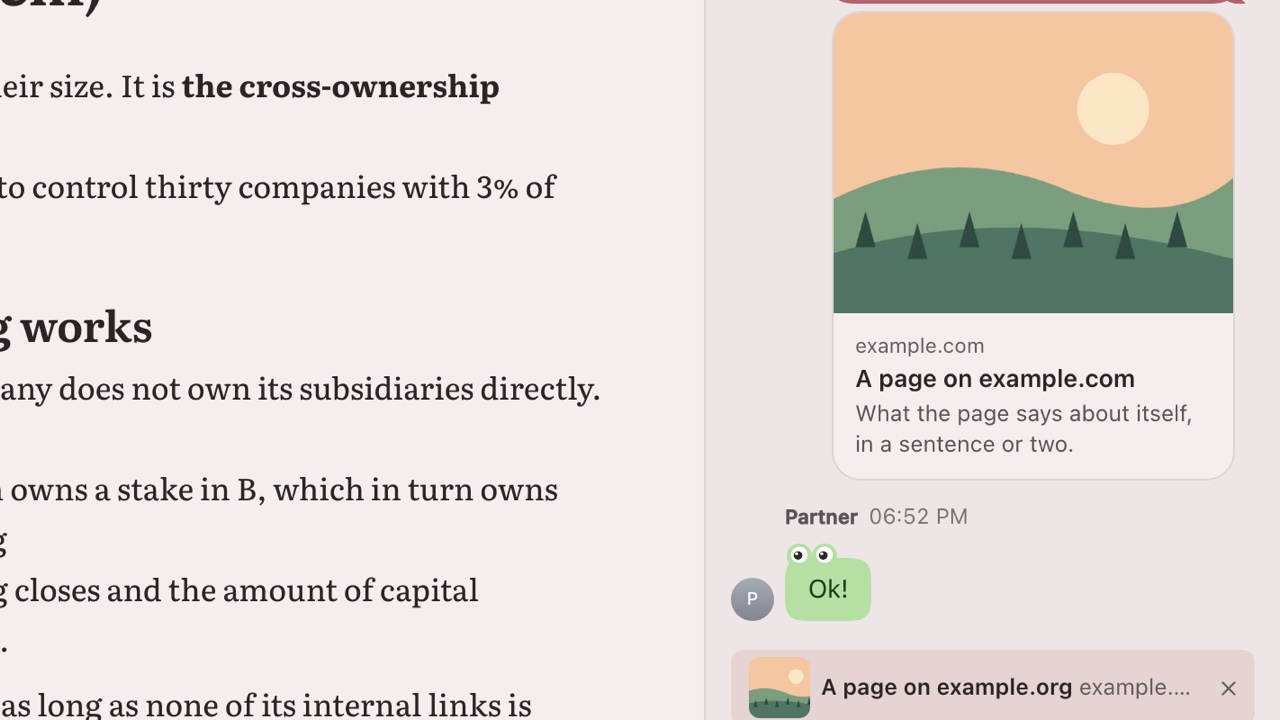 eir size. It is the cross-ownership
to control thirty companies with 3% of
g works
any does not own its subsidiaries directly.
owns a stake in B, which in turn owns
g
g closes and the amount of capital
.
as long as none of its internal links is
example.com
A page on example.com
What the page says about itself,
in a sentence or two.
Partner 06:52 PM
P
Ok!
A page on example.org example....